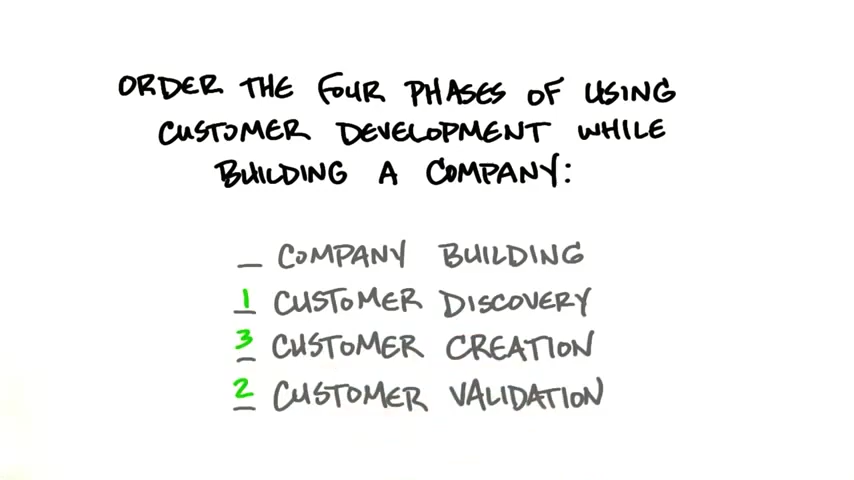 ORDER THE FOUR PHASES OF USING
CUSTOMER DEVELOPMENT WHILE
BUILDING A COMPANY:
_ COMPANY BUILDING
1 CUSTOMER DISCOVERY
3 CUSTOMER CREATION
2 CUSTOMER VALIDATION